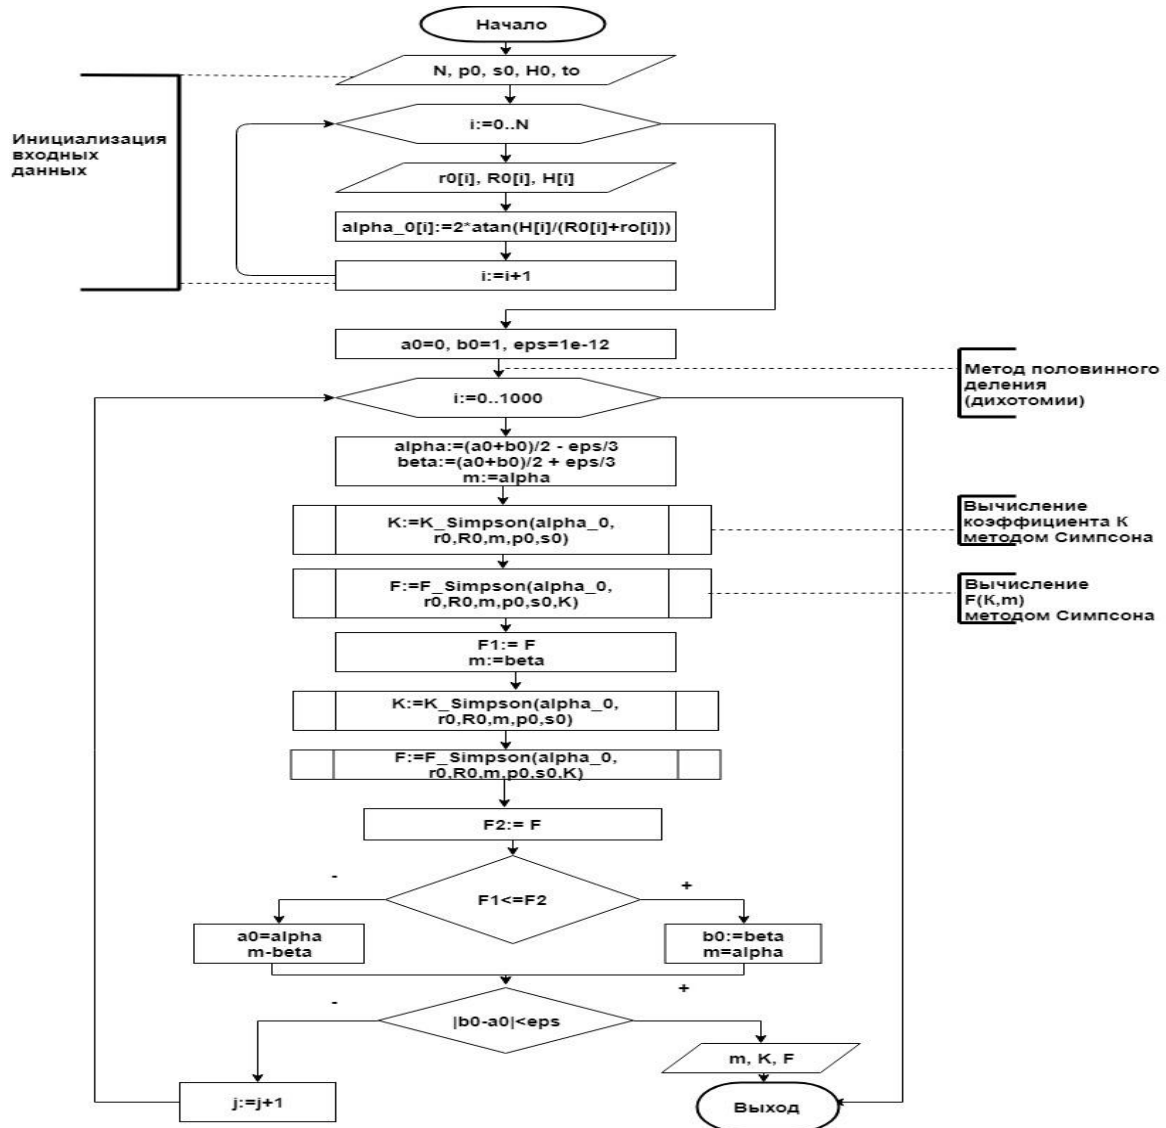 Начало
N, p0, s0, H0, to
i:=0..N
Инициализация
входных
данных
r0[i], R0[i], H[i]
alpha_0[i]:=2*atan(H[i]/(R0[i]+ro[i]))
i:=i+1
a0=0, b0=1, eps=1e-12
Метод половинного
деления
(дихотомии)
i:=0..1000
alpha:=(a0+b0)/2 - eps/3
beta:=(a0+b0)/2 + eps/3
m:=alpha
K:=K_Simpson(alpha_0,
r0,R0,m,p0,s0)
Вычисление
коэффициента К
методом Симпсона
F:=F_Simpson(alpha_0,
r0,R0,m,p0,s0,K)
Вычисление
F(K,m)
методом Симпсона
F1:= F
m:=beta
K:=K_Simpson(alpha_0,
r0,R0,m,p0,s0)
F:=F_Simpson(alpha_0,
r0,R0,m,p0,s0,K)
F2:= F
F1<=F2
-
+
a0=alpha
m-beta
b0:=beta
m=alpha
|b0-a0|<eps
-
+
m, K, F
j:=j+1
Выход